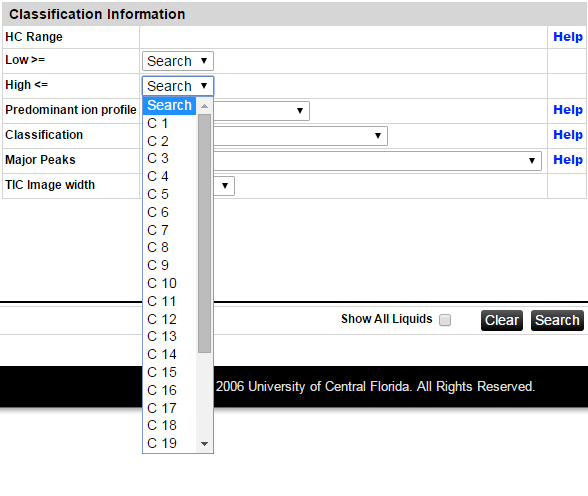 Classification Information
HC Range Help
Low >= Search
High <= Search
Search
C 1
C 2
C 3
C 4
C 5
C 6
C 7
C 8
C 9
C 10
C 11
C 12
C 13
C 14
C 15
C 16
C 17
C 18
C 19
Predominant ion profile Help
Classification Help
Major Peaks Help
TIC Image width
Show All Liquids Clear Search
2006 University of Central Florida. All Rights Reserved.